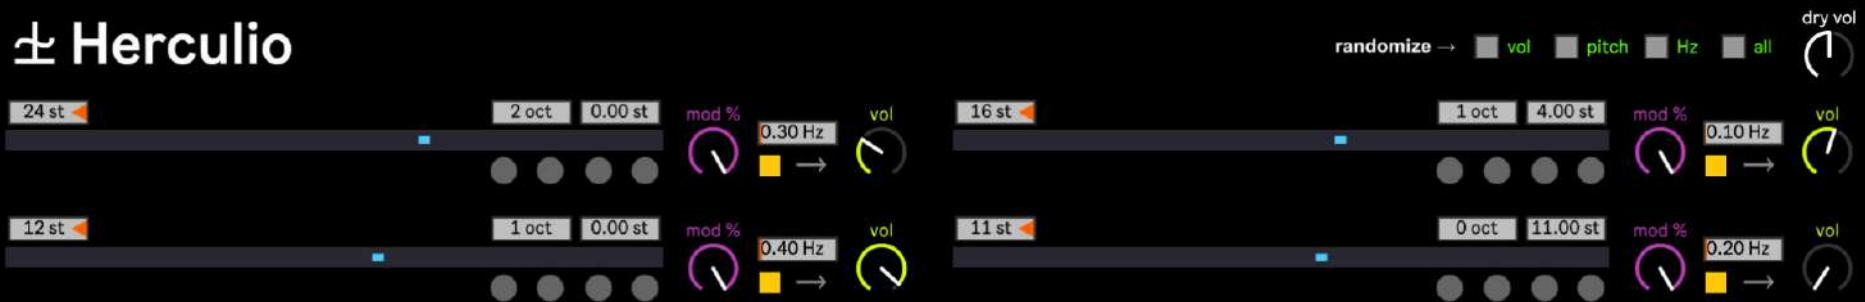 Herculio
randomize → vol pitch Hz all
dry vol
24 st 2 oct 0.00 st mod % 0.30 Hz → vol
16 st 1 oct 4.00 st mod % 0.10 Hz → vol
12 st 1 oct 0.00 st mod % 0.40 Hz → vol
11 st 0 oct 11.00 st mod % 0.20 Hz → vol